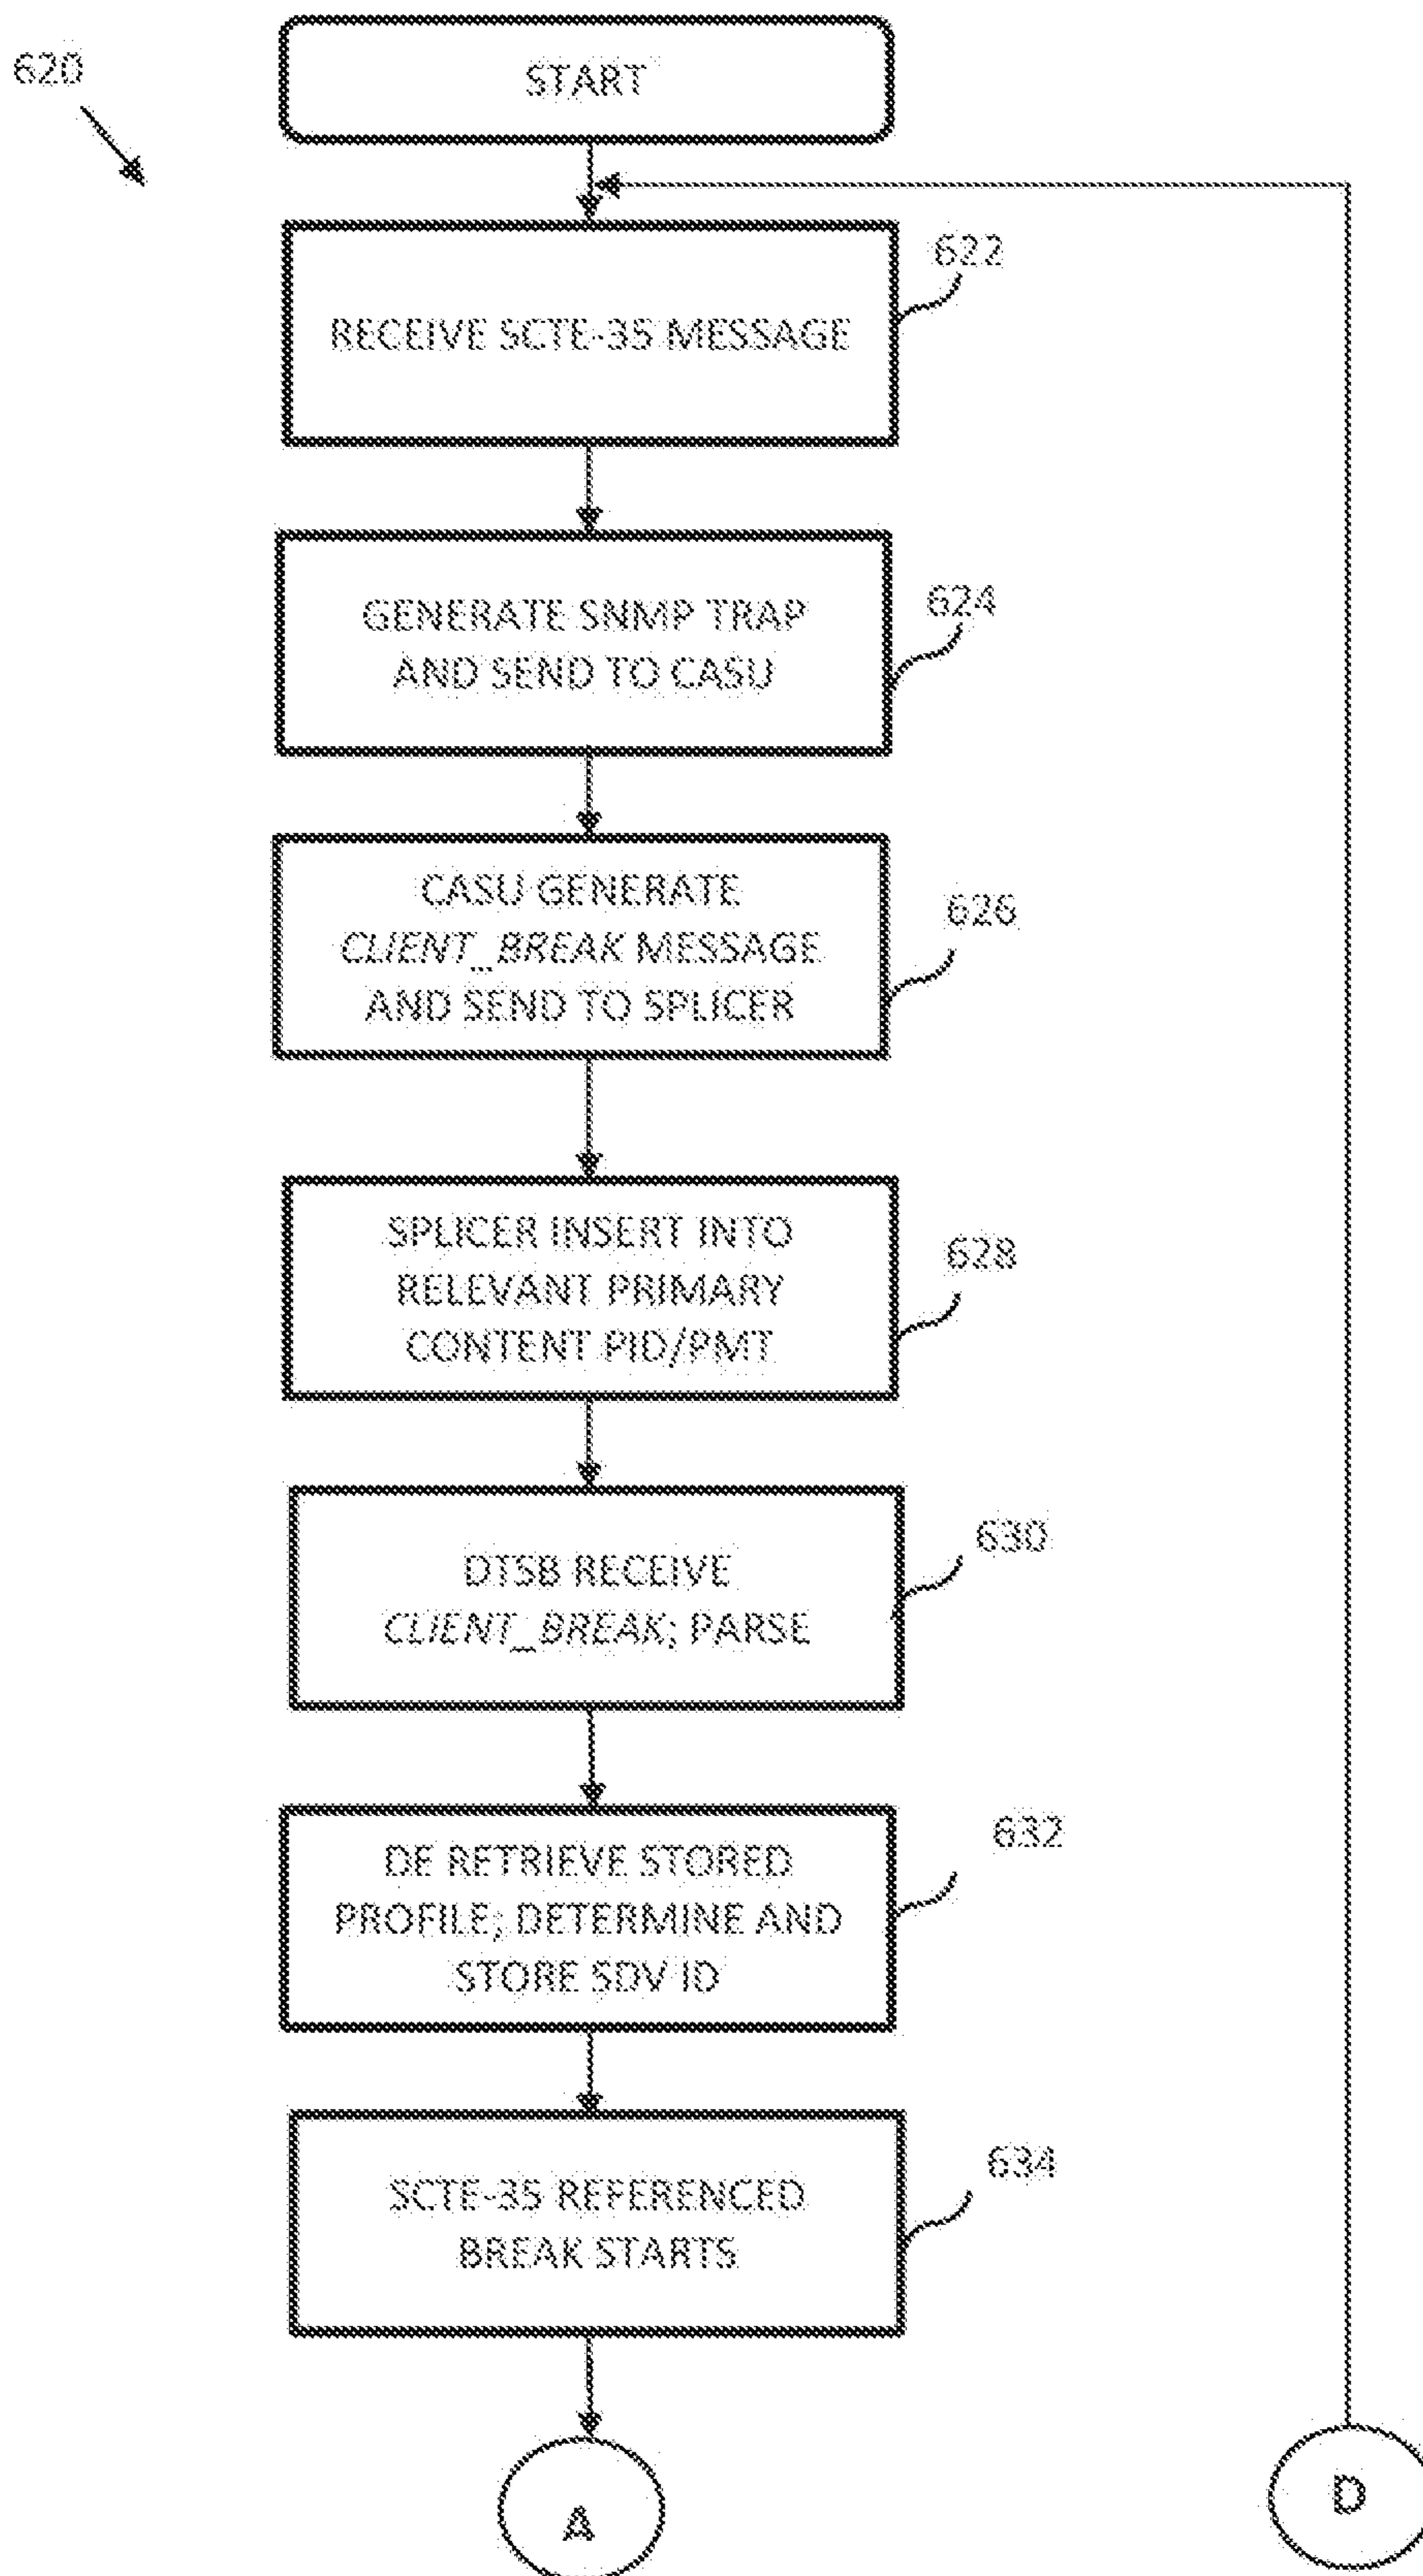 620
START
RECEIVE SCTE-35 MESSAGE
622
GENERATE SNMP TRAP
AND SEND TO CASU
624
CASU GENERATE
CLIENT_BREAK MESSAGE
AND SEND TO SPLICER
626
SPLICER INSERT INTO
RELEVANT PRIMARY
CONTENT PID/PMT
628
DTSB RECEIVE
CLIENT_BREAK; PARSE
630
DE RETRIEVE STORED
PROFILE; DETERMINE AND
STORE SDV ID
632
SCTE-35 REFERENCED
BREAK STARTS
634
A
D